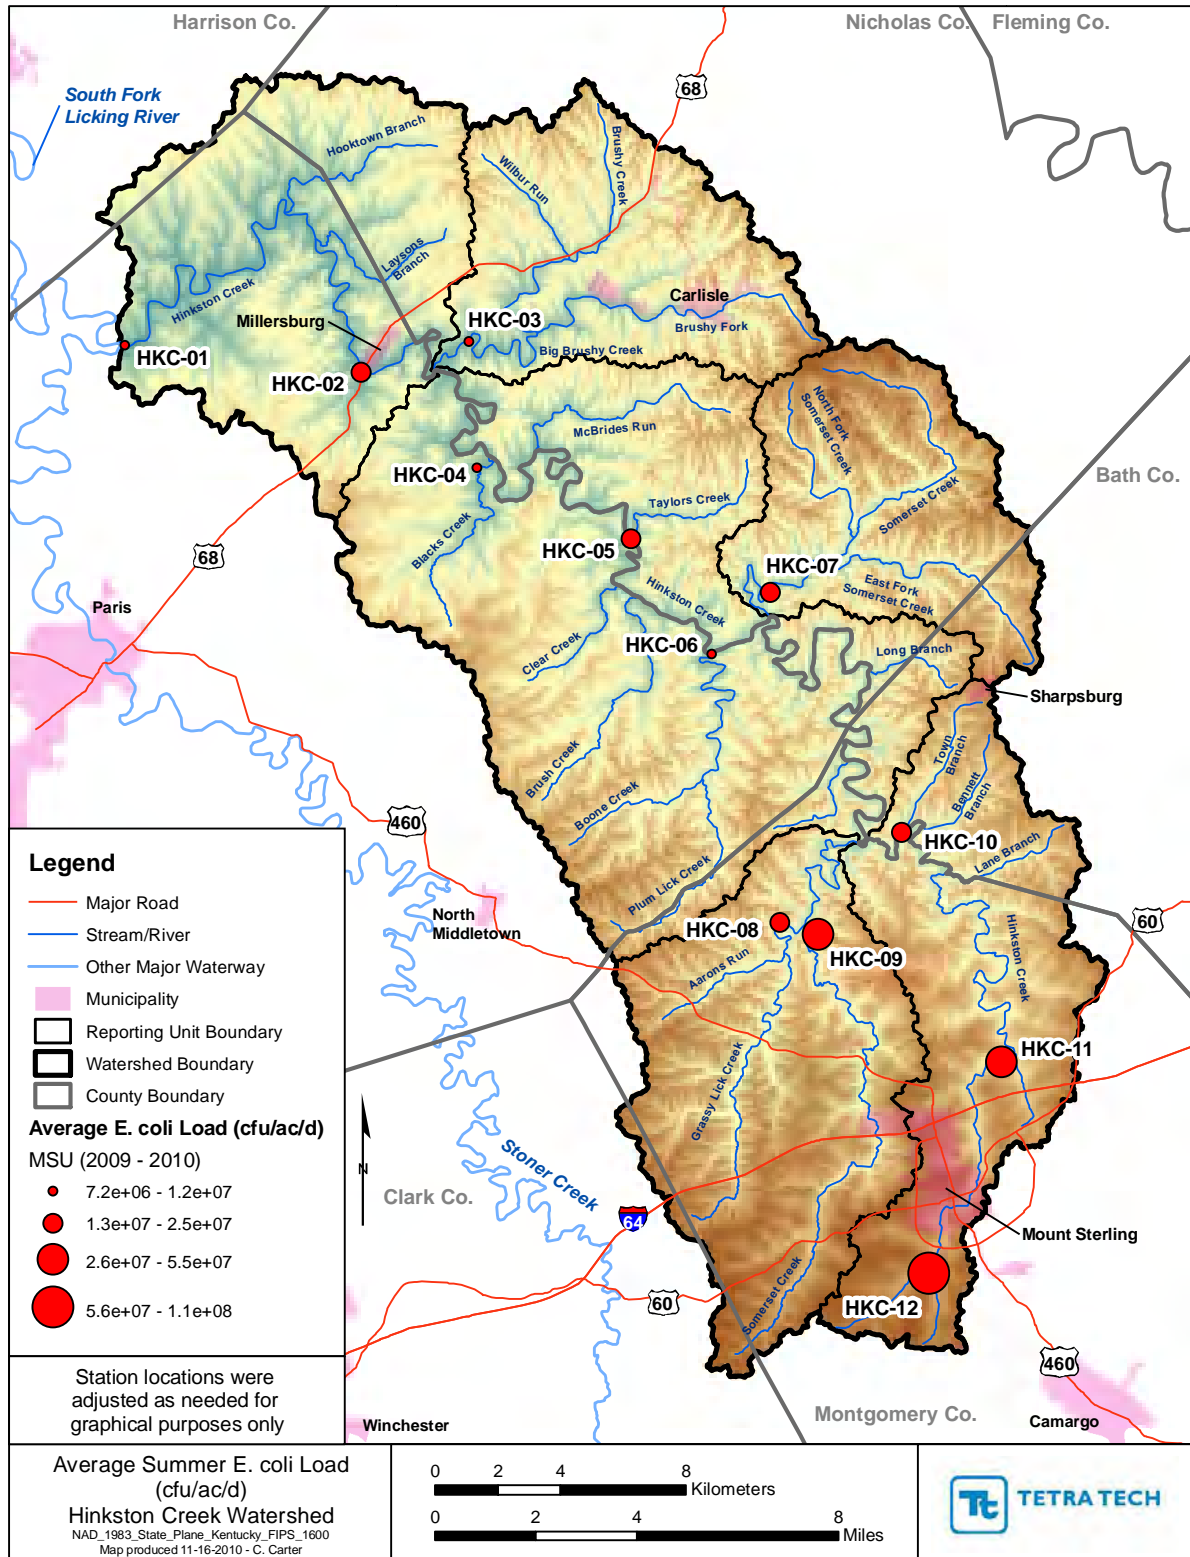 Harrison Co.
Nicholas Co.
Fleming Co.
68
South Fork
Licking River
Hooktown Branch
Wilbur Run
Brushy Creek
Laysons
Branch
Hinkston Creek
Millersburg
Carlisle
HKC-03
Brushy Fork
Big Brushy Creek
HKC-01
HKC-02
McBrides Run
North Fork
Somerset Creek
HKC-04
Bath Co.
Taylors Creek
Somerset Creek
Blacks Creek
HKC-05
68
HKC-07
Hinkston Creek
East Fork
Somerset Creek
Paris
HKC-06
Clear Creek
Long Branch
Sharpsburg
Town
Branch
Brush Creek
Bennett
Branch
Boone Creek
460
HKC-10
Lane Branch
Plum Lick Creek
North
Middletown
HKC-08
60
HKC-09
Hinkston Creek
Aarons Run
HKC-11
Grassy Lick Creek
Stoner Creek
Clark Co.
64
Mount Sterling
HKC-12
60
Somerset Creek
460
Montgomery Co.
Camargo
Winchester
N
Legend
Major Road
Stream/River
Other Major Waterway
Municipality
Reporting Unit Boundary
Watershed Boundary
County Boundary
Average E. coli Load (cfu/ac/d)
MSU (2009 - 2010)
7.2e+06 - 1.2e+07
1.3e+07 - 2.5e+07
2.6e+07 - 5.5e+07
5.6e+07 - 1.1e+08
Station locations were
adjusted as needed for
graphical purposes only
Average Summer E. coli Load
(cfu/ac/d)
Hinkston Creek Watershed
NAD_1983_State_Plane_Kentucky_FIPS_1600
Map produced 11-16-2010 - C. Carter
0 2 4 8
Kilometers
0 2 4 8
Miles
Tt
TETRA TECH